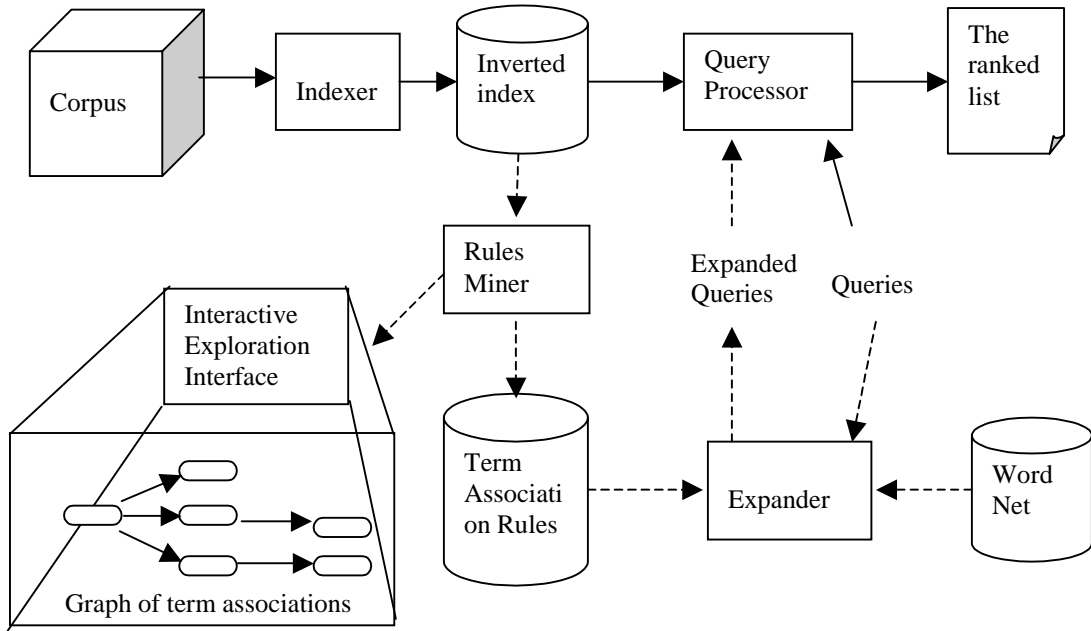 Corpus
Indexer
Inverted
index
Query
Processor
The
ranked
list
Rules
Miner
Expanded
Queries
Queries
Interactive
Exploration
Interface
Term
Associati
on Rules
Expander
Word
Net
Graph of term associations